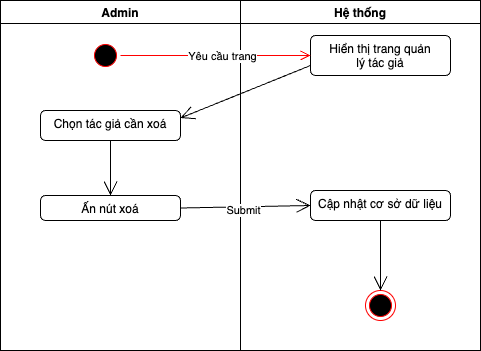 Admin
Hệ thống
Yêu cầu trang
Hiển thị trang quản
lý tác giả
Chọn tác giả cần xoá
Ấn nút xoá
Submit
Cập nhật cơ sở dữ liệu